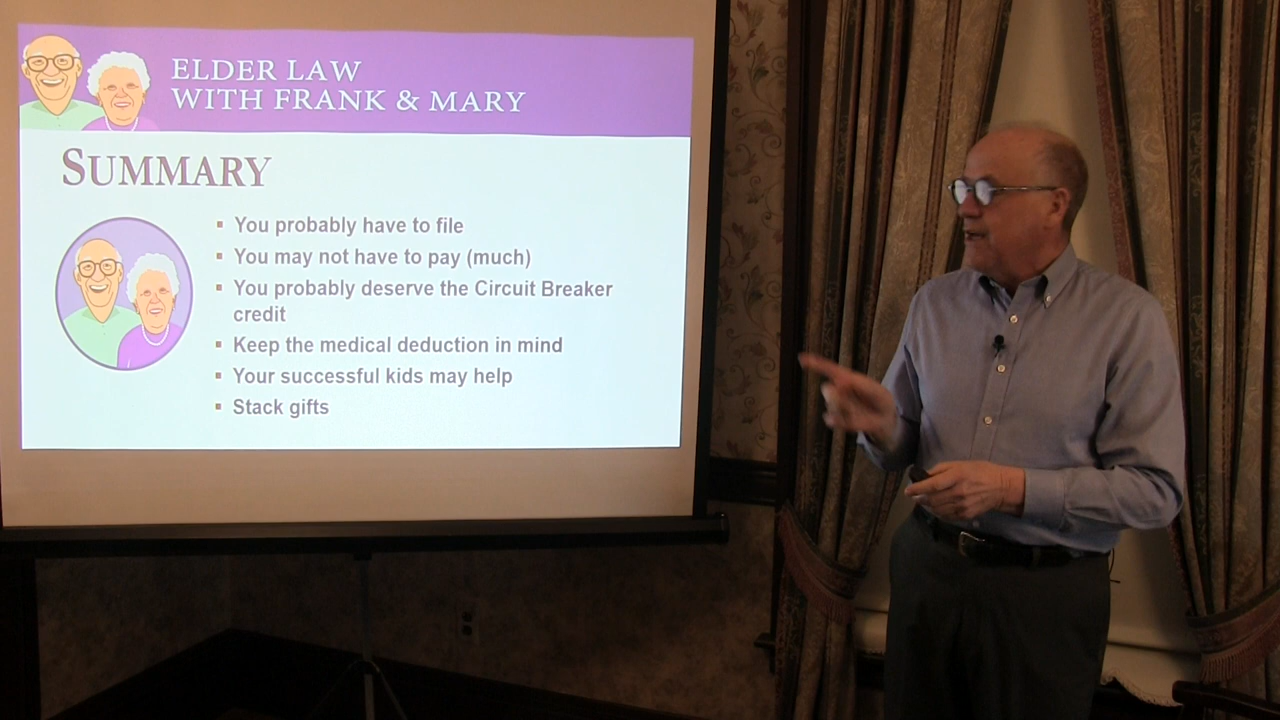 ELDER LAW
WITH FRANK & MARY
SUMMARY
▪ You probably have to file
▪ You may not have to pay (much)
▪ You probably deserve the Circuit Breaker
credit
▪ Keep the medical deduction in mind
▪ Your successful kids may help
▪ Stack gifts